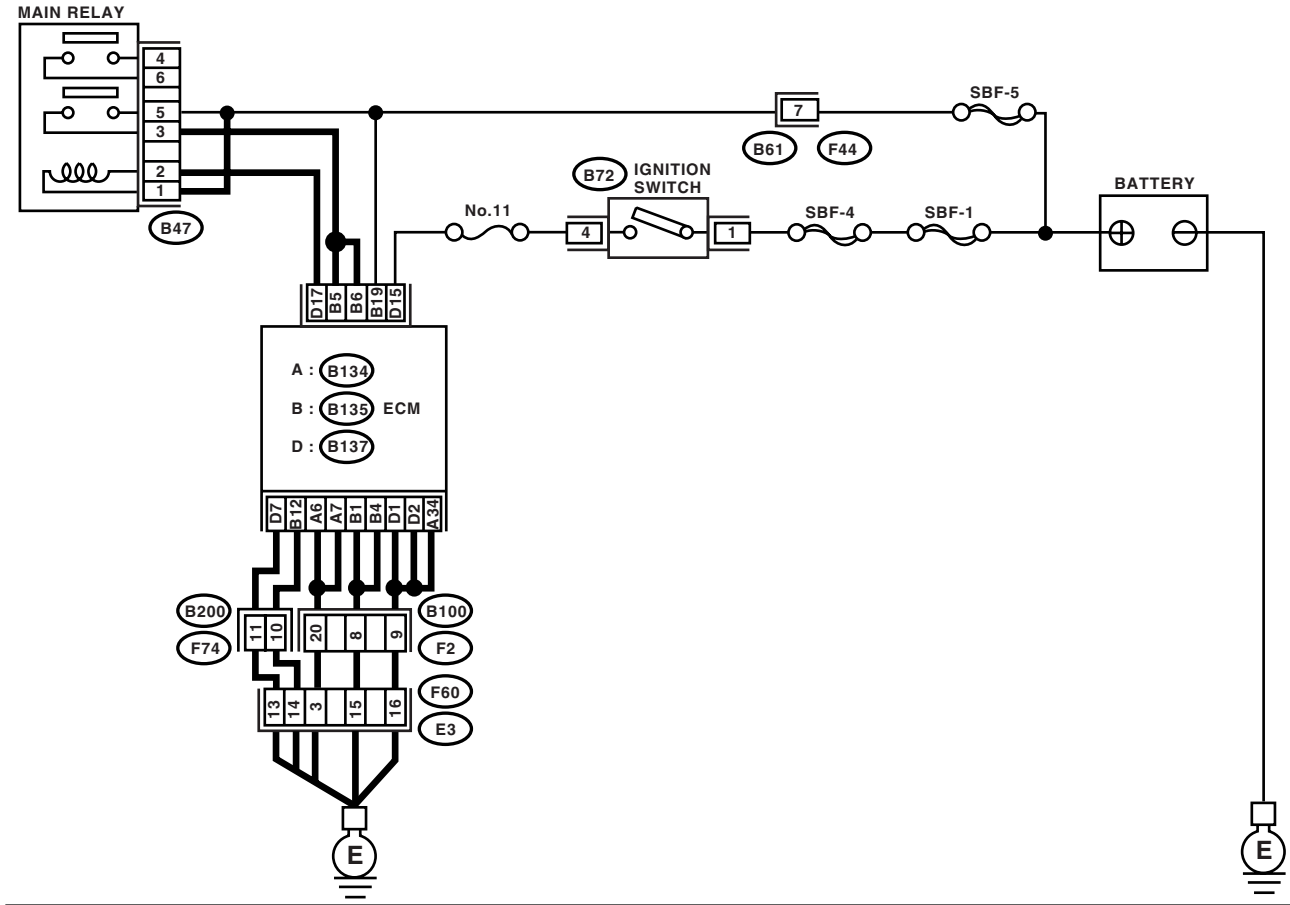 MAIN RELAY
4
6
5
3
2
1
B47
7
B61
F44
SBF-5
B72
IGNITION
SWITCH
BATTERY
No.11
4
1
SBF-4
SBF-1
D17
B5
B6
B19
D15
A : B134
B : B135 ECM
D : B137
D7
B12
A6
A7
B1
B4
D1
D2
A34
B200
F74
11
10
20
8
9
B100
F2
13
14
3
15
16
F60
E3
E
E